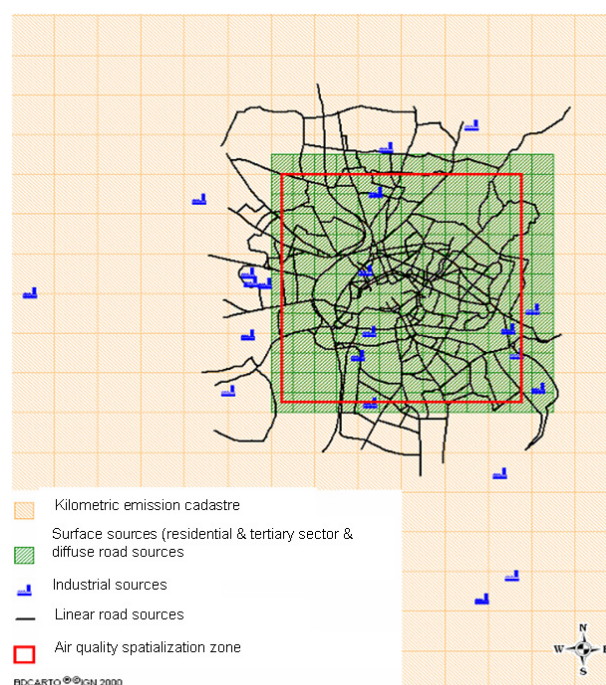 Kilometric emission cadastre
Surface sources (residential & tertiary sector &
diffuse road sources
Industrial sources
Linear road sources
Air quality spatialization zone
N
W E
S
BDCARTO ®©IGN 2000